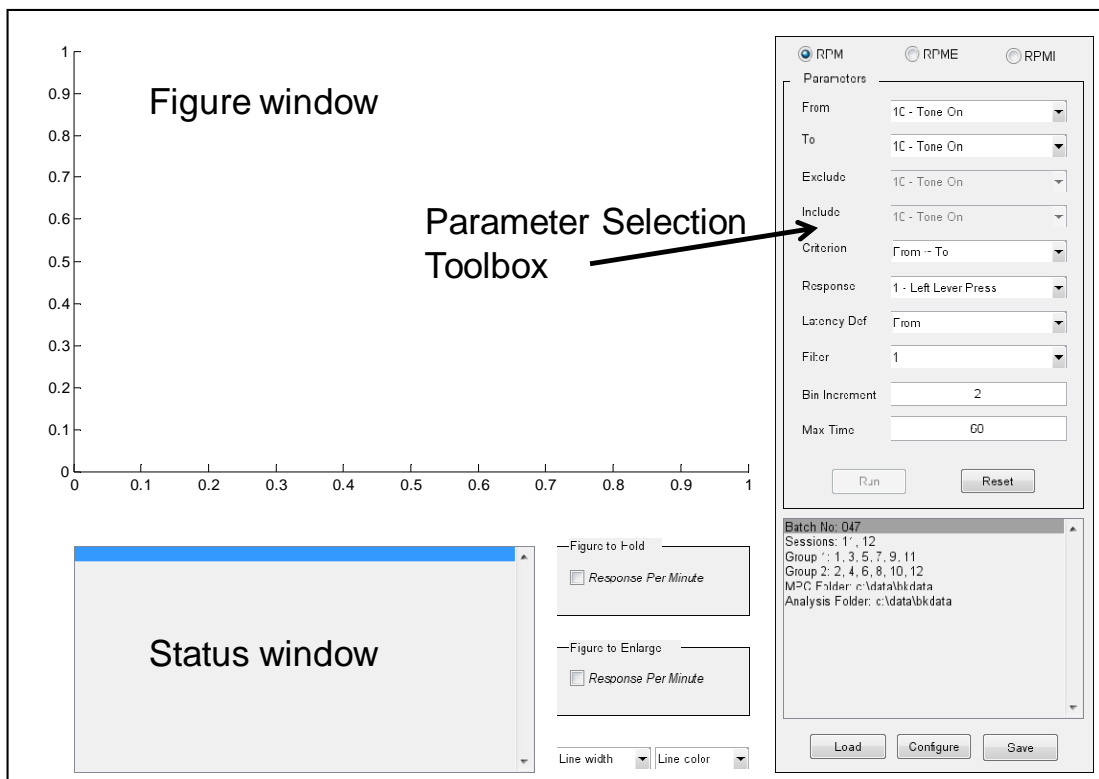 1
0.9
0.8
0.7
0.6
0.5
0.4
0.3
0.2
0.1
0
0 0.1 0.2 0.3 0.4 0.5 0.6 0.7 0.8 0.9 1
Figure window
Parameter Selection
Toolbox
RPM RPME RPMI
Parameters
From 10 - Tone On
To 10 - Tone On
Exclude 10 - Tone On
Include 10 - Tone On
Criterion From -- To
Response 1 - Left Lever Press
Latency Def From
Filter 1
Bin Increment 2
Max Time 60
Run Reset
Status window
Figure to Hold
Response Per Minute
Figure to Enlarge
Response Per Minute
Line width Line color
Batch No: 047
Sessions: 11, 12
Group 1: 1, 3, 5, 7, 9, 11
Group 2: 2, 4, 6, 8, 10, 12
MPC Folder: c:\data\bkdata
Analysis Folder: c:\data\bkdata
Load Configure Save